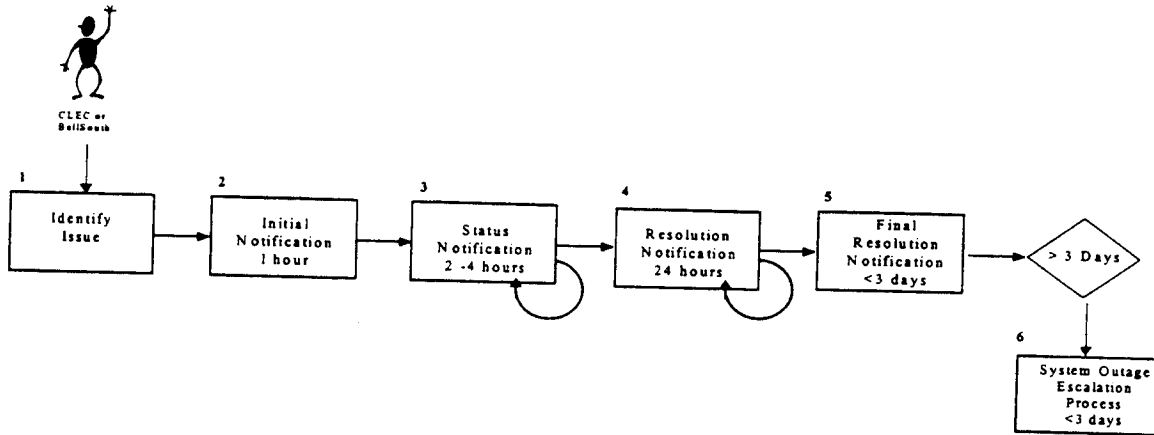 CLEC or
BellSouth
1
Identify
Issue
2
Initial
Notification
1 hour
3
Status
Notification
2 -4 hours
4
Resolution
Notification
24 hours
5
Final
Resolution
Notification
<3 days
> 3 Days
6
System Outage
Escalation
Process
<3 days